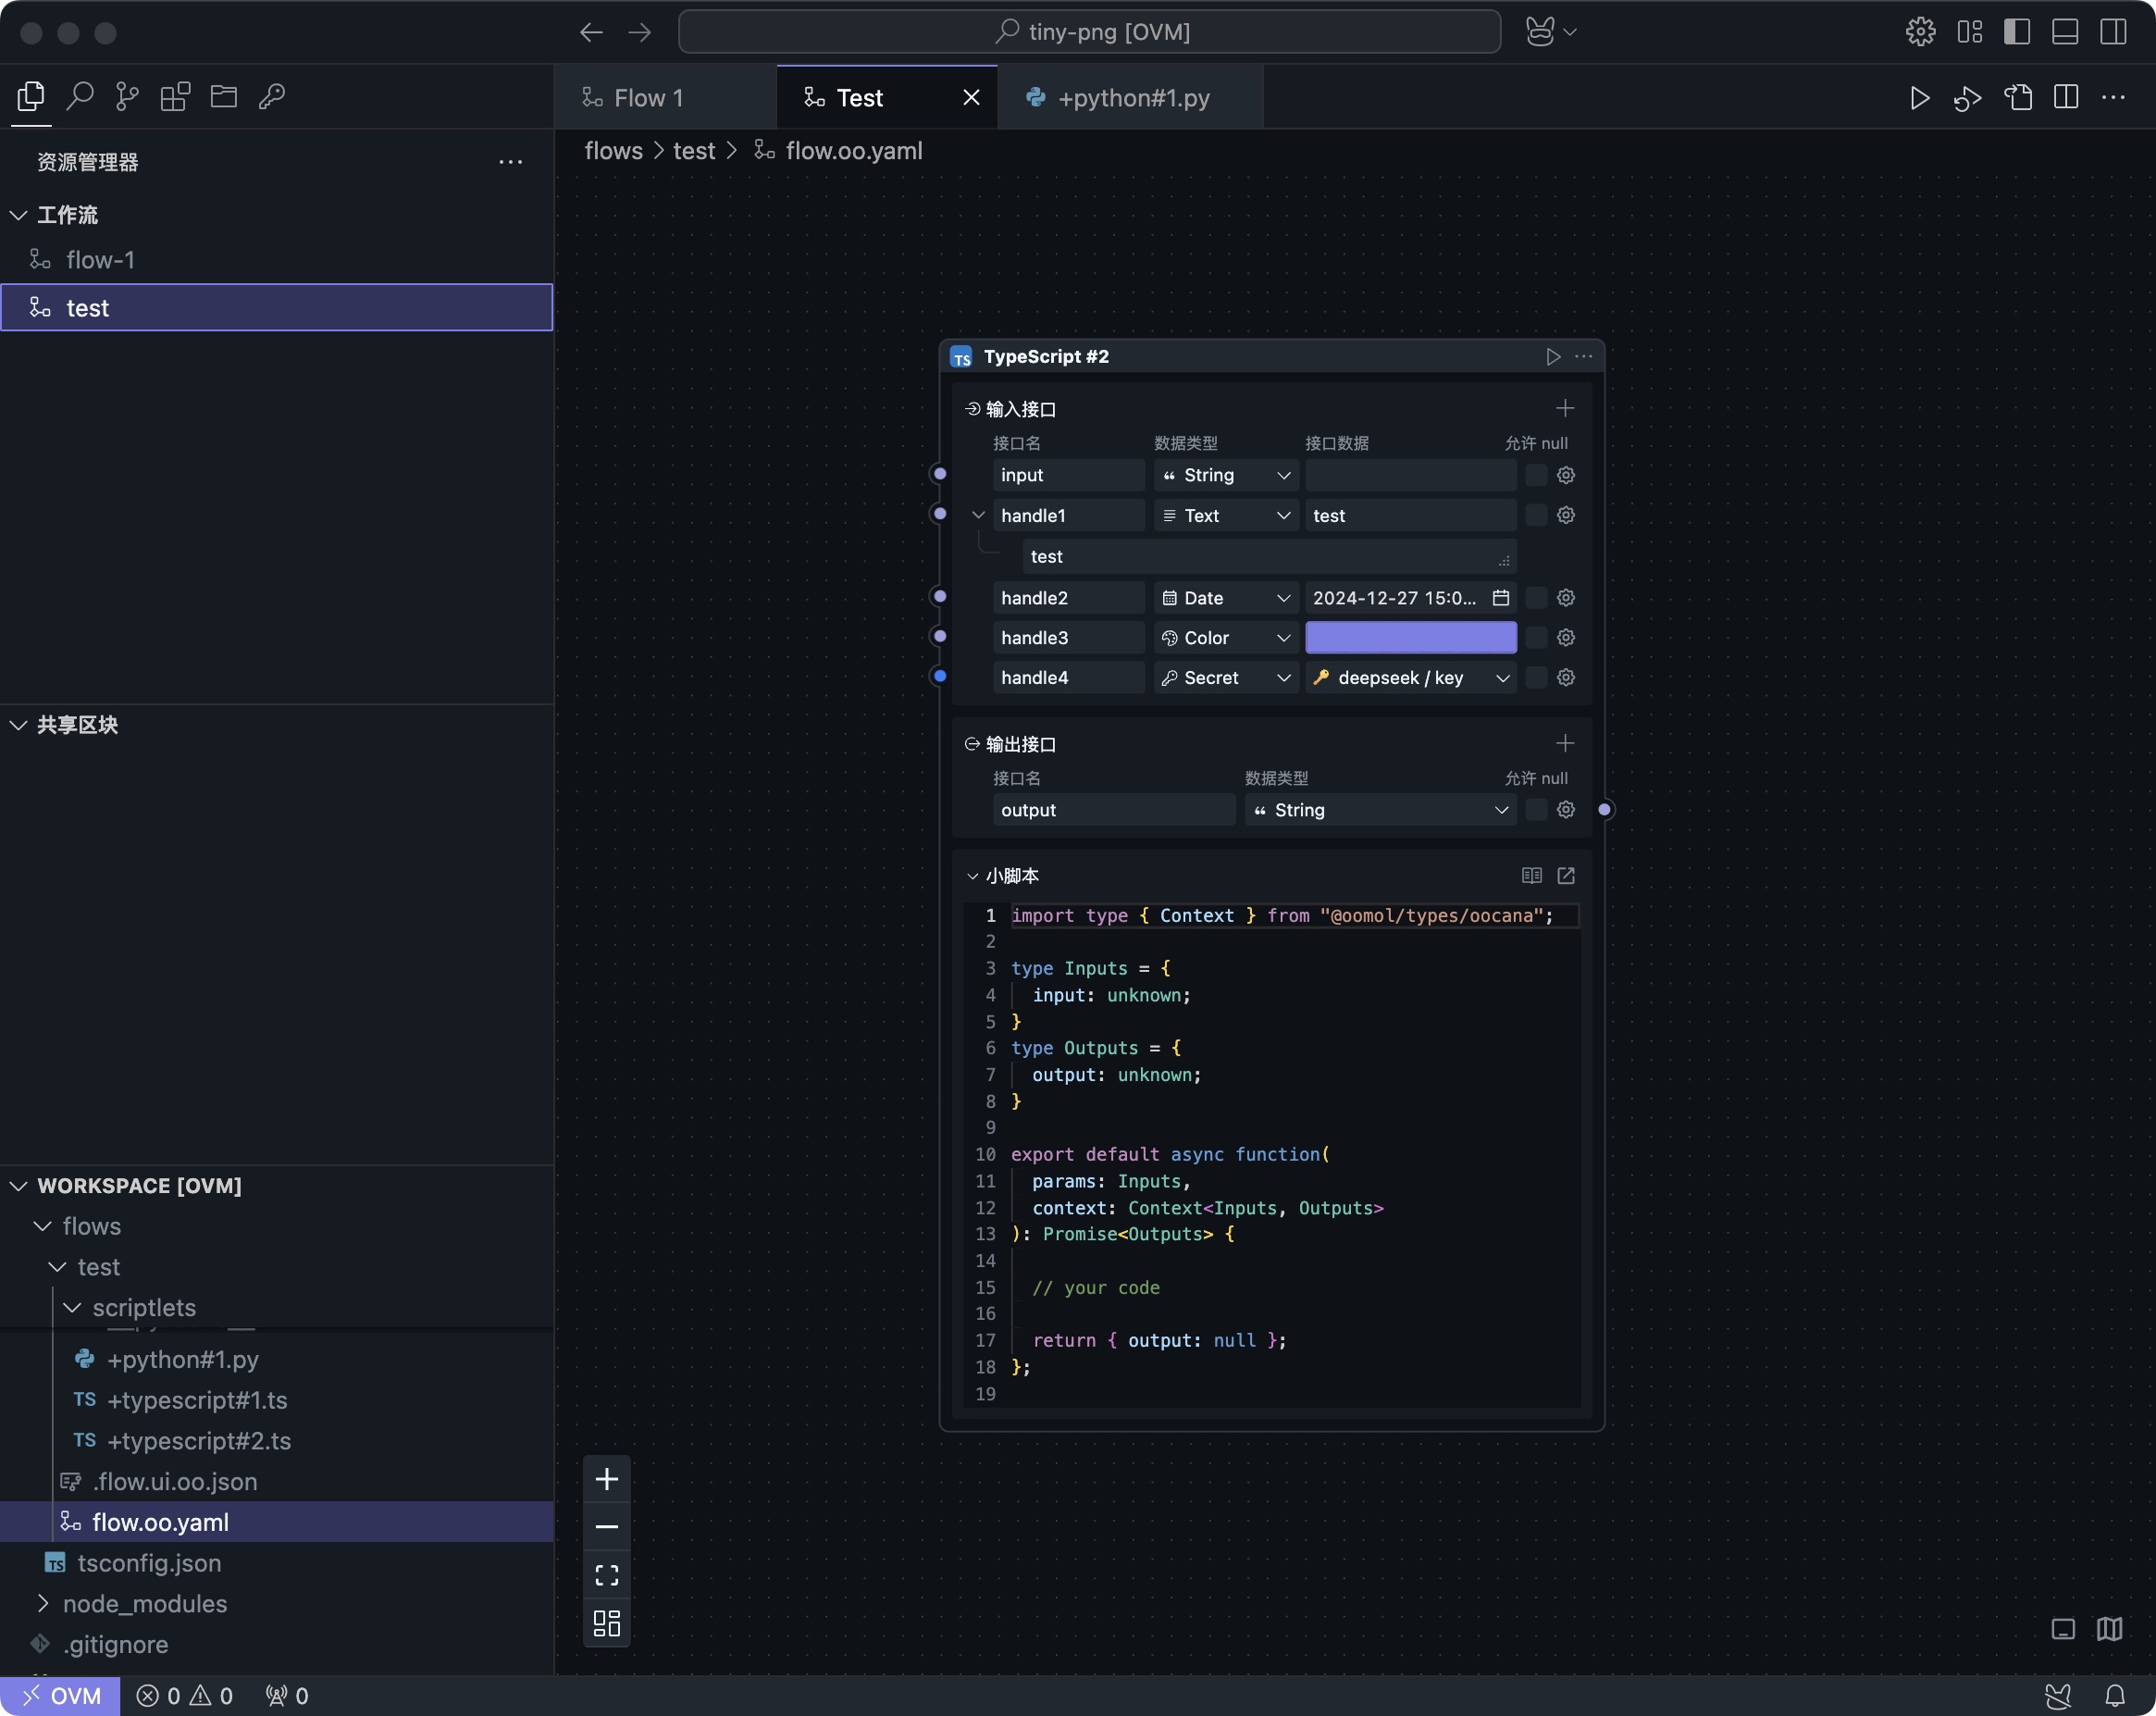 tiny-png [OVM]
Flow 1
Test
+python#1.py
资源管理器
flows > test > flow.oo.yaml
工作流
flow-1
test
共享区块
WORKSPACE [OVM]
flows
test
scriptlets
+python#1.py
TS +typescript#1.ts
TS +typescript#2.ts
.flow.ui.oo.json
flow.oo.yaml
TS tsconfig.json
node_modules
.gitignore
TS TypeScript #2
输入接口
接口名 数据类型 接口数据 允许 null
input String
handle1 Text test
test
handle2 Date 2024-12-27 15:0...
handle3 Color
handle4 Secret deepseek / key
输出接口
接口名 数据类型 允许 null
output String
小脚本
1 import type { Context } from "@oomol/types/oocana";
2
3 type Inputs = {
4 input: unknown;
5 }
6 type Outputs = {
7 output: unknown;
8 }
9
10 export default async function(
11 params: Inputs,
12 context: Context<Inputs, Outputs>
13 ): Promise<Outputs> {
14
15 // your code
16
17 return { output: null };
18 };
19
OVM 0 0 0